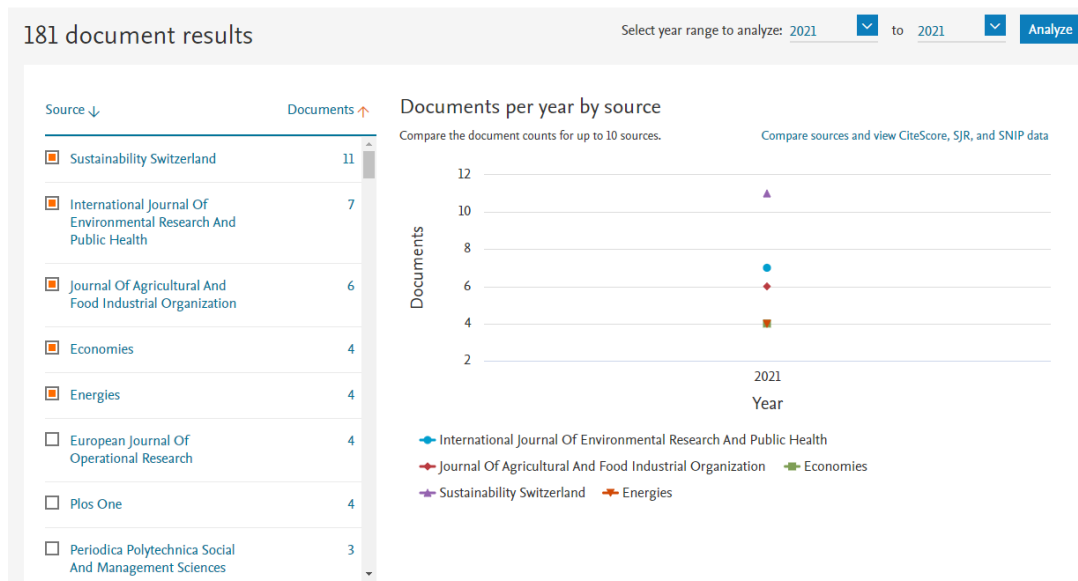 181 document results
Select year range to analyze: 2021 to 2021 Analyze
Source Documents
Sustainability Switzerland 11
International Journal Of 7
Environmental Research And
Public Health
Journal Of Agricultural And 6
Food Industrial Organization
Economies 4
Energies 4
European Journal Of 4
Operational Research
Plos One 4
Periodica Polytechnica Social 3
And Management Sciences
Documents per year by source
Compare the document counts for up to 10 sources.
Compare sources and view CiteScore, SJR, and SNIP data
12
10
8
6
4
2
Documents
2021
Year
International Journal Of Environmental Research And Public Health
Journal Of Agricultural And Food Industrial Organization Economies
Sustainability Switzerland Energies